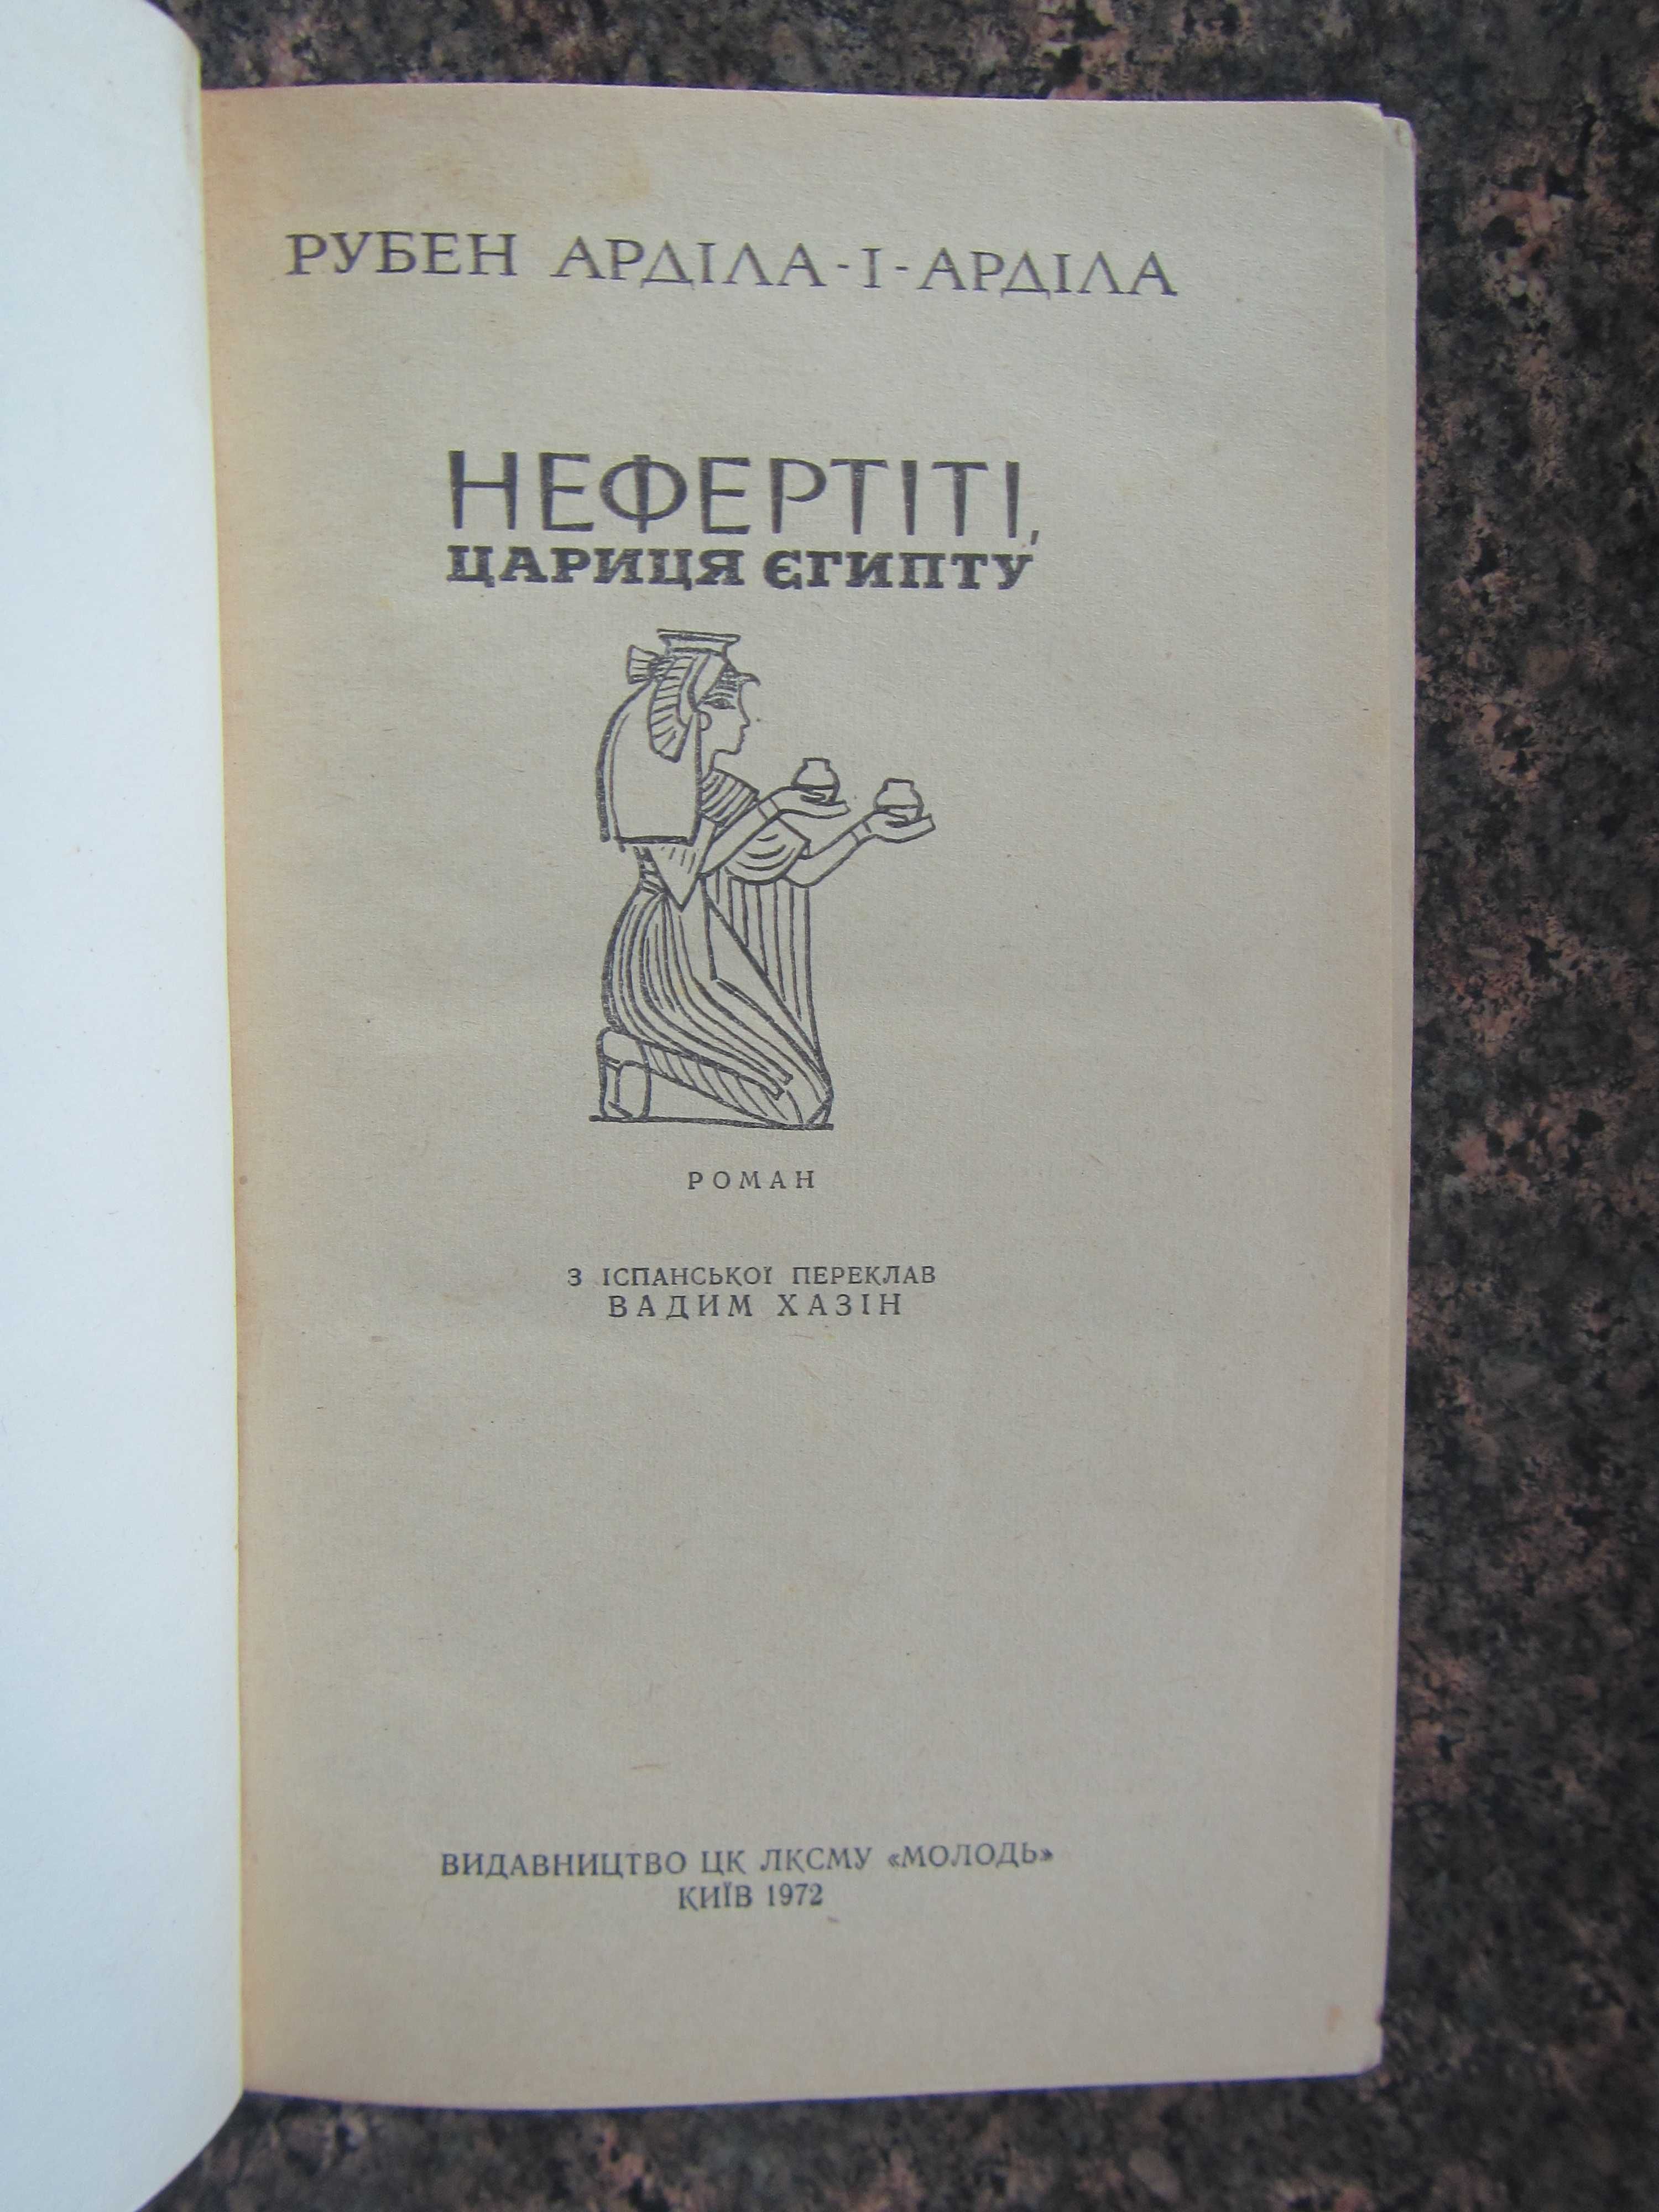 РУБЕН АРДІЛА-І-АРДІЛА
НЕФЕРТІТІ,
ЦАРИЦЯ ЄГИПТУ
РОМАН
З ІСПАНСЬКОЇ ПЕРЕКЛАВ
ВАДИМ ХАЗІН
ВИДАВНИЦТВО ЦК ЛКСМУ «МОЛОДЬ»
КИЇВ 1972